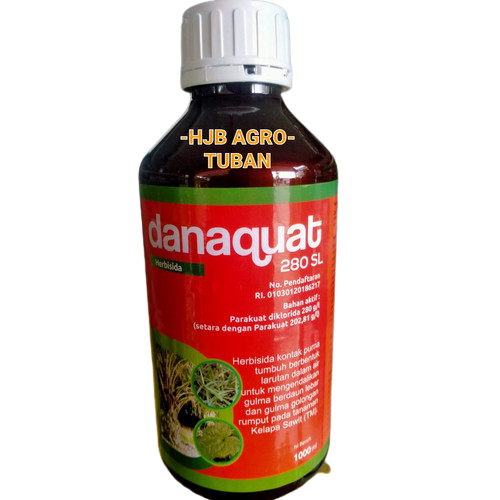 -HJB AGRO-
TUBAN
danaquat
280 SL
Herbisida
No. Pendaftaran
RI. 01030120186217
Bahan aktif :
Parakuat diklorida 280 g/l
(setara dengan Parakuat 202,81 g/l)
Herbisida kontak purna
tumbuh berbentuk
larutan dalam air
untuk mengendalikan
gulma berdaun lebar
dan gulma golongan
rumput pada tanaman
Kelapa Sawit (TM).
1000 ml